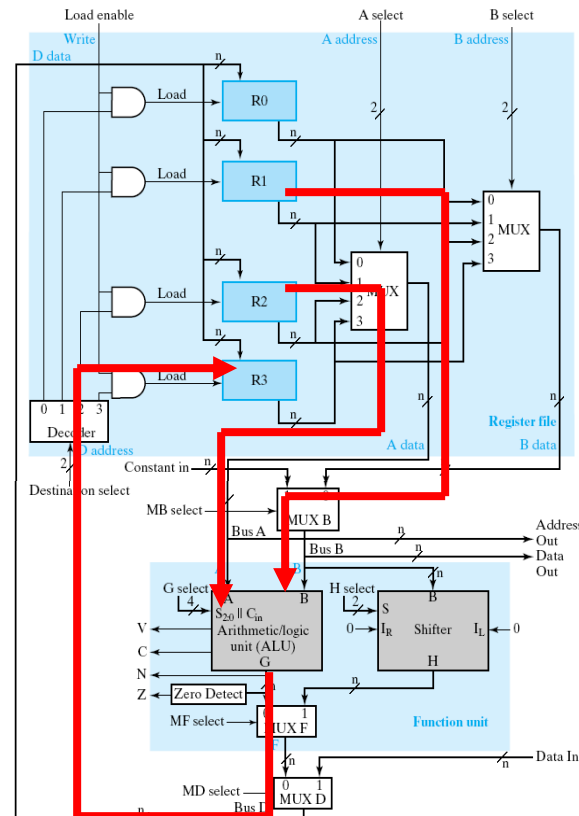 Load enable
A select
B select
Write
A address
B address
D data
n
Load
R0
2
2
n
n
Load
R1
n
0
1
2
3
MUX
n
0
1
2
3
MUX
n
Load
R2
n
n
Load
R3
n
n
n
0 1 2 3
Decoder
D address
Register file
A data
B data
2
Destination select
Constant in
n
n
MB select
MUX B
Bus A
n
Address
Out
Bus B
n
Data
Out
A
B
n
G select
4
A
B
H select
2
B
S2:0 || Cin
S
V
Arithmetic/logic
unit (ALU)
0
IR
Shifter
IL
0
C
G
H
N
n
Z
Zero Detect
n
0 1
MF select
MUX F
Function unit
F
n
Data In
n
0 1
MD select
MUX D
n
Bus D